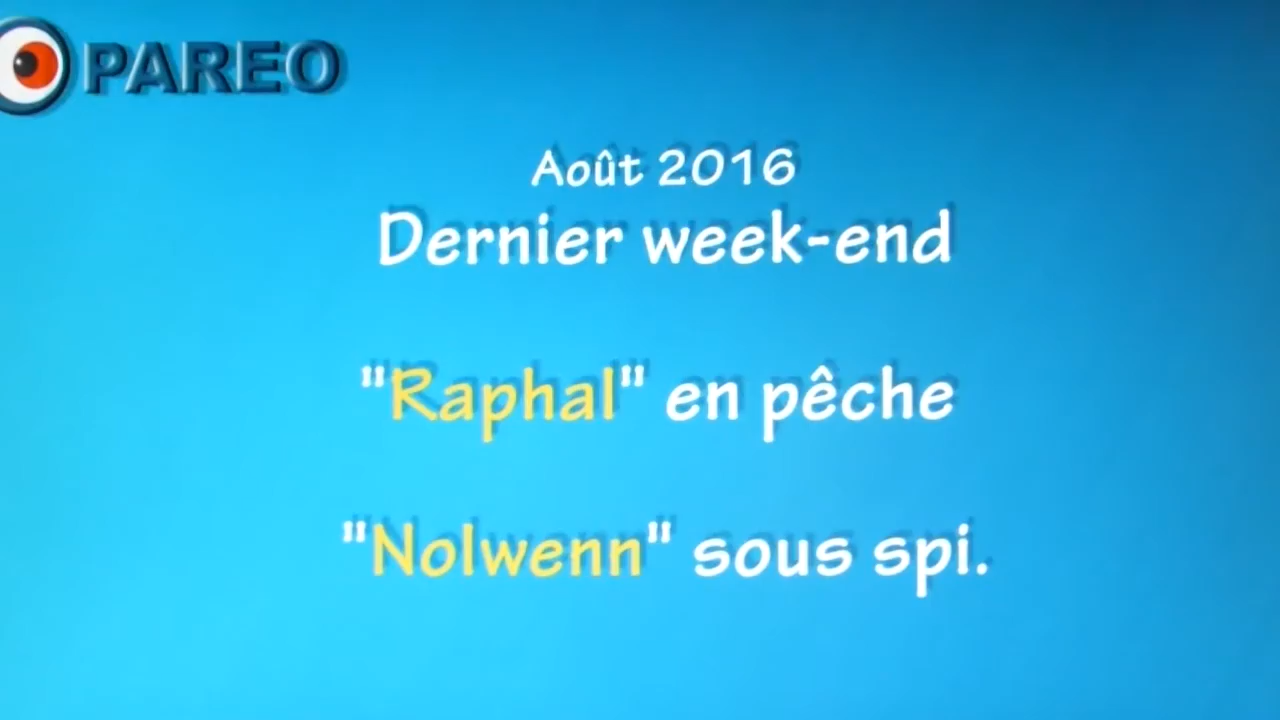 PAREO
Août 2016
Dernier week-end
"Raphal" en pêche
"Nolwenn" sous spi.